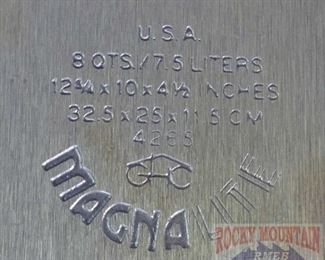 U.S.A.
8 QTS./7.5 LITERS
12¾ x 10 x 4½ INCHES
32.5 x 25 x 11.5 CM
4265
GHC
MAGNALITE
ROCKY MOUNTAIN
RMEB